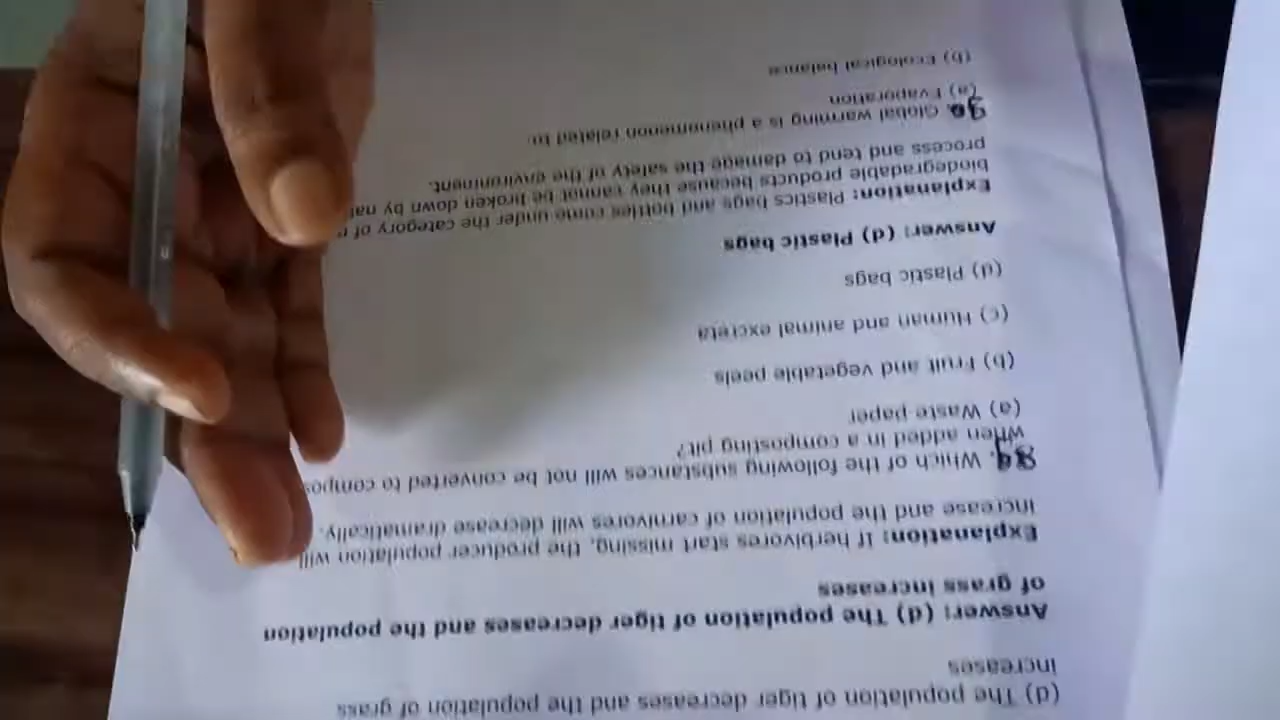 (d) The population of tiger decreases and the population of grass
increases
Answer: (d) The population of tiger decreases and the population
of grass increases
Explanation: If herbivores start missing, the producer population will
increase and the population of carnivores will decrease dramatically.
Which of the following substances will not be converted to
when added in a composting pit?
(a) Waste paper
(b) Fruit and vegetable peels
(c) Human and animal excreta
(d) Plastic bags
Answer: (d) Plastic bags
Explanation: Plastics bags and bottles come under the category of
biodegradable products because they cannot be broken down by
process and tend to damage the safety of the environment.
Global warming is a phenomenon related to:
(a) Evaporation
(b) Ecological balance